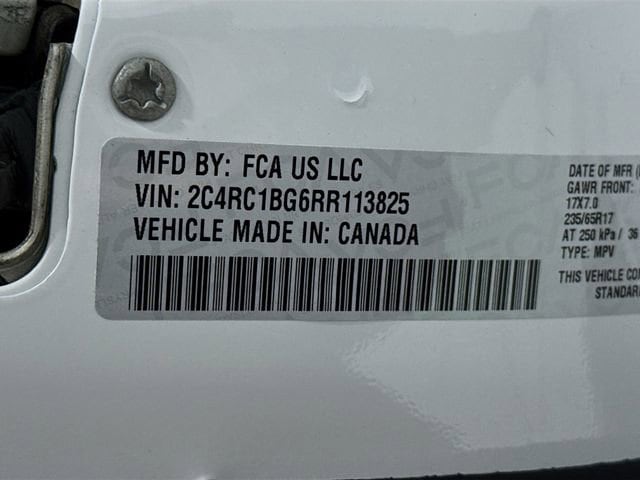 MFD BY: FCA US LLC
VIN: 2C4RC1BG6RR113825
VEHICLE MADE IN: CANADA
DATE OF MFR
GAWR FRONT:
17X7.0
235/65R17
AT 250 kPa / 36
TYPE: MPV
THIS VEHICLE CON
STANDAR